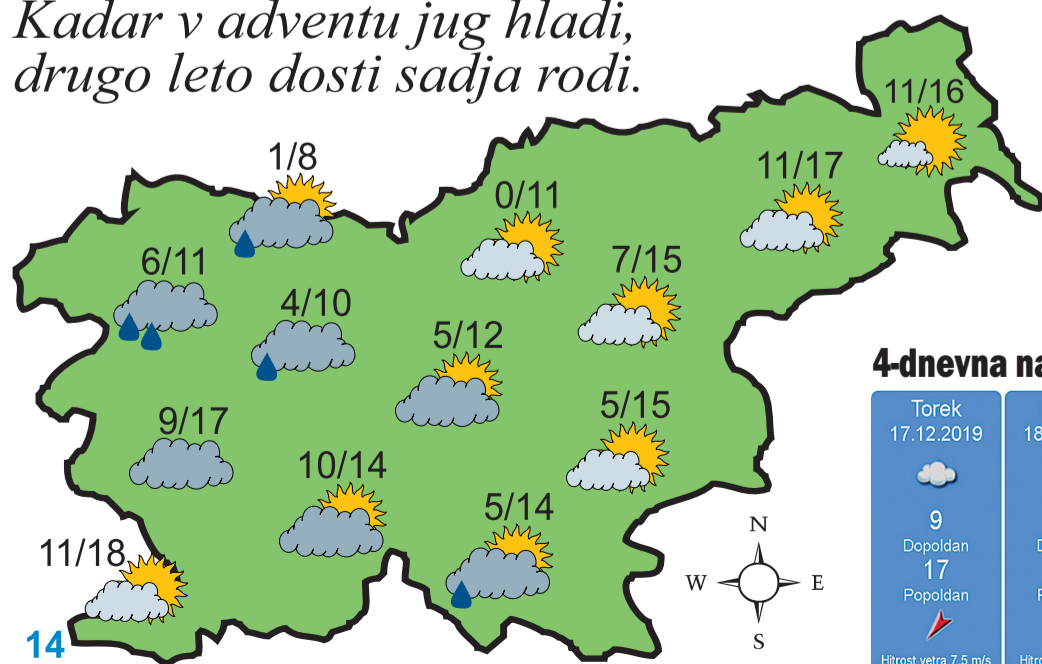 Kadar v adventu jug hladi,
drugo leto dosti sadja rodi.
11/16
1/8
11/17
0/11
6/11
7/15
4/10
5/12
4-dnevna na
9/17
5/15
Torek
17.12.2019
18
10/14
5/14
N
9
Dopoldan
D
11/18
W
E
17
Popoldan
P
S
14
Hitrost vetra 7,5 m/s
Hitro